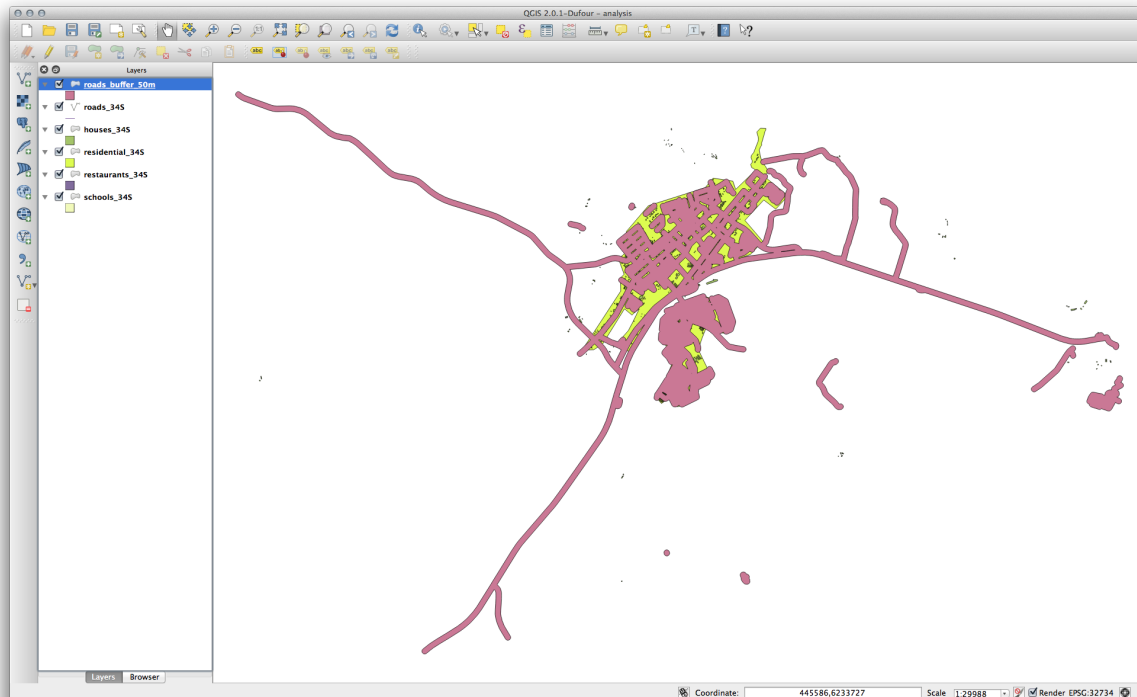 QGIS 2.0.1-Dufour - analysis
Layers
roads_buffer_50m
roads_34S
houses_34S
residential_34S
restaurants_34S
schools_34S
Layers Browser
Coordinate: 445586,6233727 Scale 1:29988 Render EPSG:32734